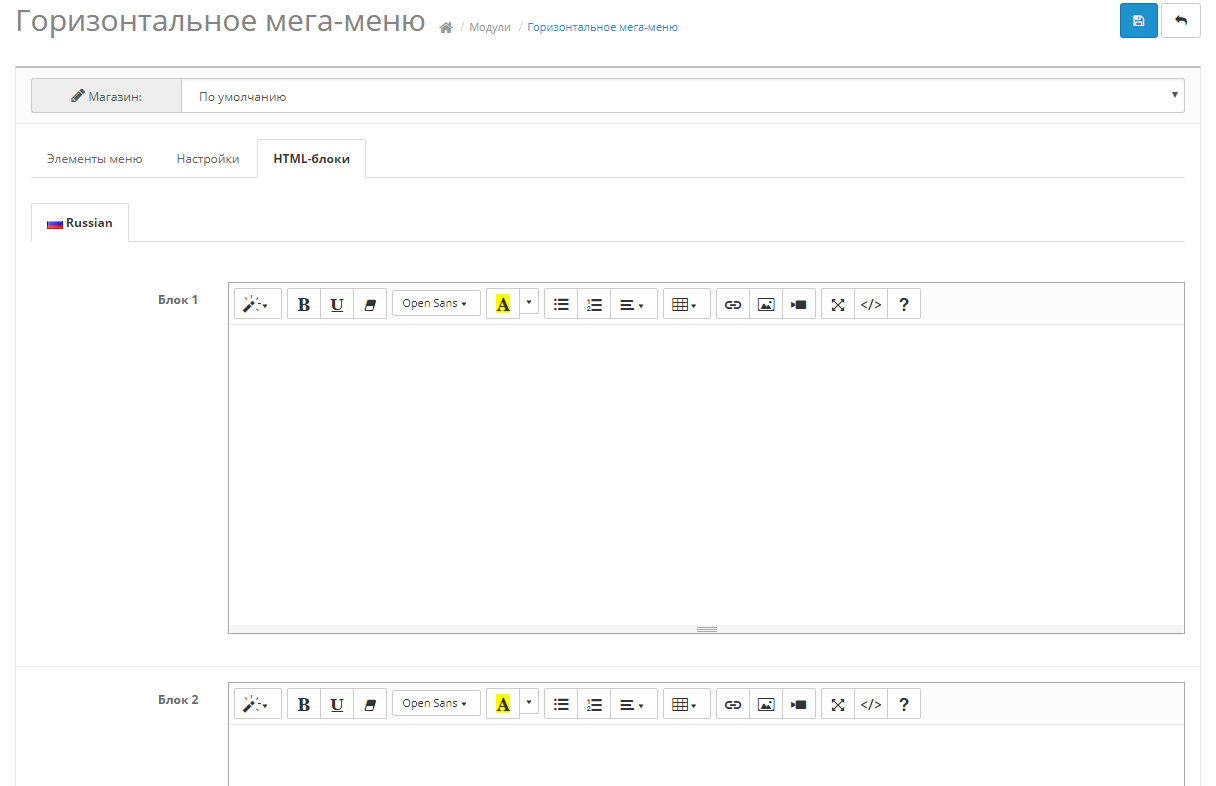 Горизонтальное мега-меню / Модули / Горизонтальное мега-меню
Магазин: По умолчанию
Элементы меню Настройки HTML-блоки
Russian
Блок 1 B U Open Sans A </> ?
Блок 2 B U Open Sans A </> ?